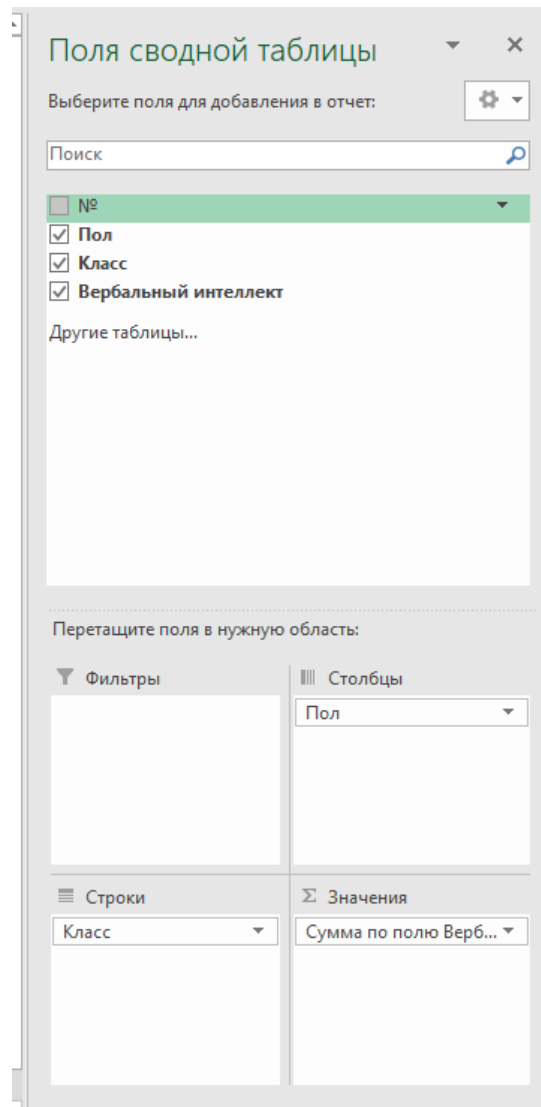 Поля сводной таблицы
Выберите поля для добавления в отчет:
Поиск
№
Пол
Класс
Вербальный интеллект
Другие таблицы...
Перетащите поля в нужную область:
Фильтры
Столбцы
Пол
Строки
Σ Значения
Класс
Сумма по полю Верб...